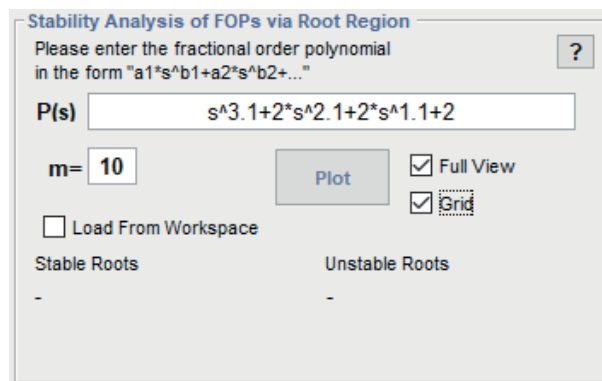 Stability Analysis of FOPs via Root Region
Please enter the fractional order polynomial
in the form "a1*s^b1+a2*s^b2+..."
?
P(s) s^3.1+2*s^2.1+2*s^1.1+2
m= 10
Plot
Full View
Grid
Load From Workspace
Stable Roots Unstable Roots
- -